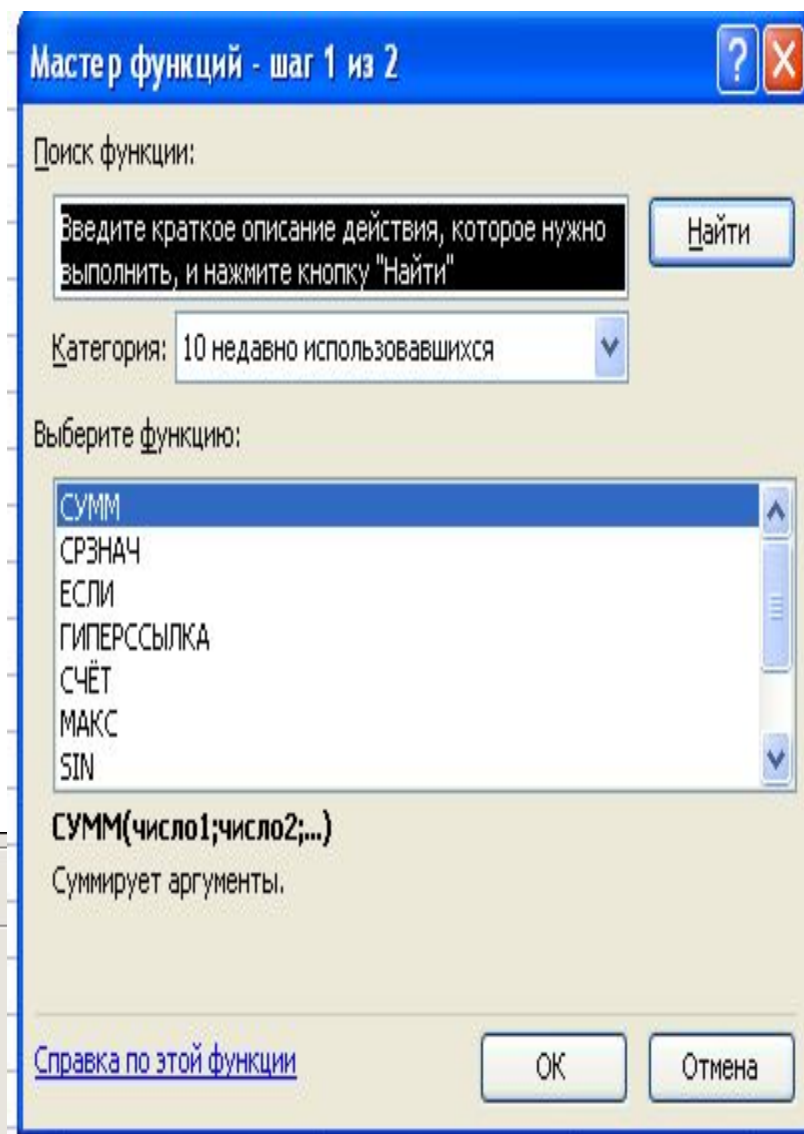 Мастер функций - шаг 1 из 2
Поиск функции:
Введите краткое описание действия, которое нужно
выполнить, и нажмите кнопку "Найти"
Найти
Категория: 10 недавно использовавшихся
Выберите функцию:
СУММ
СРЗНАЧ
ЕСЛИ
ГИПЕРССЫЛКА
СЧЁТ
МАКС
SIN
СУММ(число1;число2;...)
Суммирует аргументы.
Справка по этой функции
ОК
Отмена